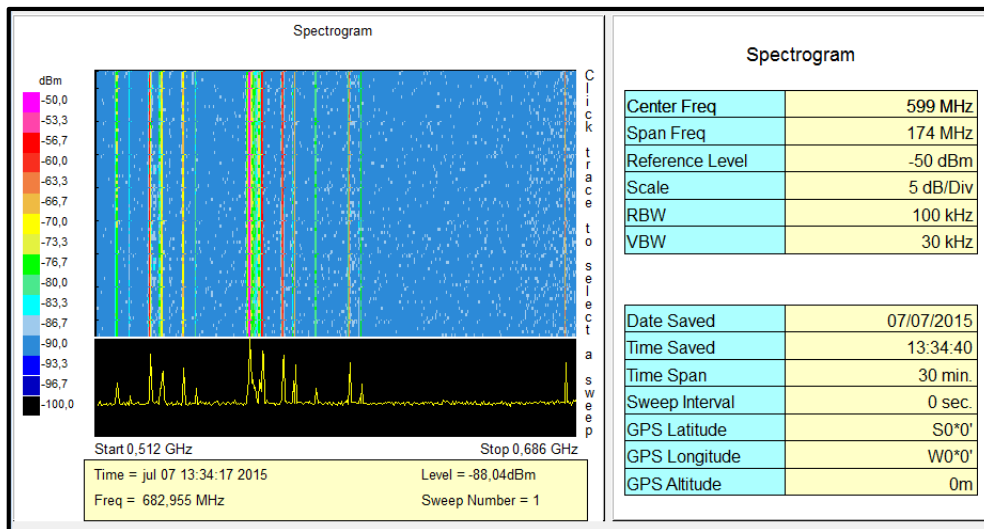 Spectrogram
dBm
-50,0
-53,3
-56,7
-60,0
-63,3
-66,7
-70,0
-73,3
-76,7
-80,0
-83,3
-86,7
-90,0
-93,3
-96,7
-100,0
Click trace to select a sweep
Start 0,512 GHz Stop 0,686 GHz
Time = jul 07 13:34:17 2015 Level = -88,04dBm
Freq = 682,955 MHz Sweep Number = 1
Spectrogram
Center Freq 599 MHz
Span Freq 174 MHz
Reference Level -50 dBm
Scale 5 dB/Div
RBW 100 kHz
VBW 30 kHz
Date Saved 07/07/2015
Time Saved 13:34:40
Time Span 30 min.
Sweep Interval 0 sec.
GPS Latitude S0*0'
GPS Longitude W0*0'
GPS Altitude 0m